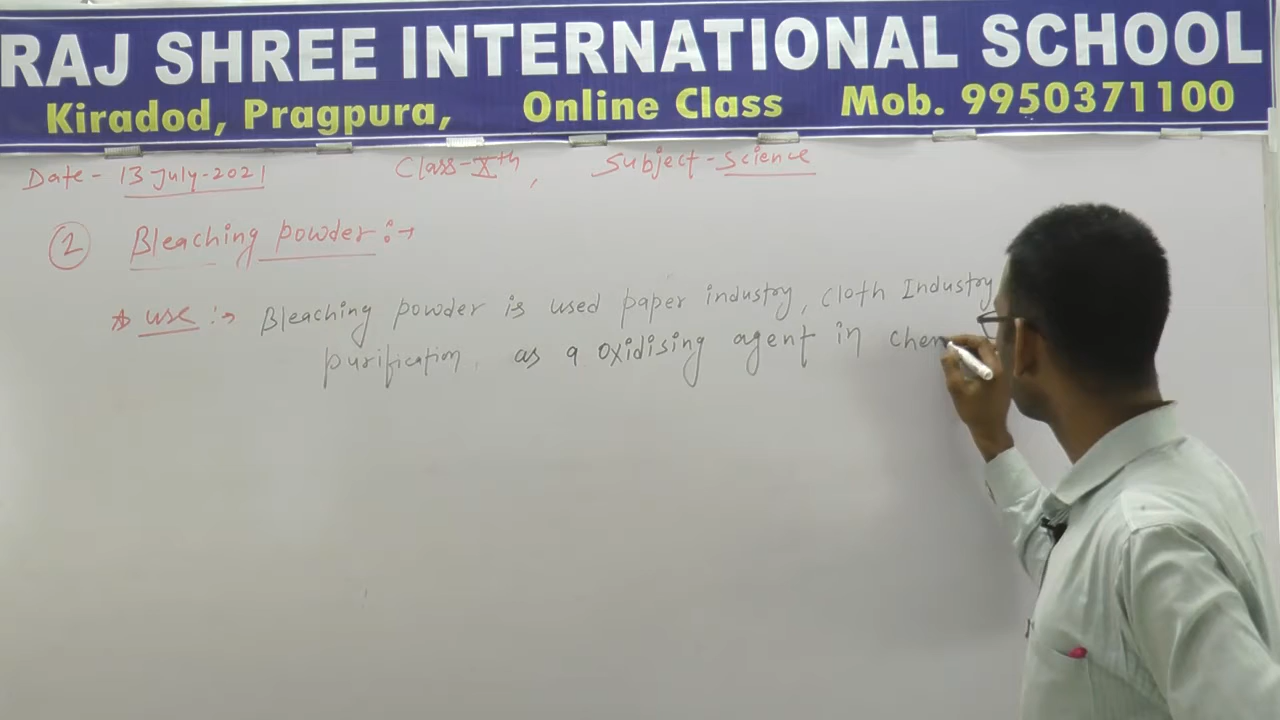 RAJ SHREE INTERNATIONAL SCHOOL
Kiradod, Pragpura, Online Class Mob. 9950371100
Date - 13 July-2021 Class-Xth, Subject-Science
2 Bleaching powder :→
* use :→ Bleaching powder is used paper industry, cloth Industry
purification, as a oxidising agent in chem